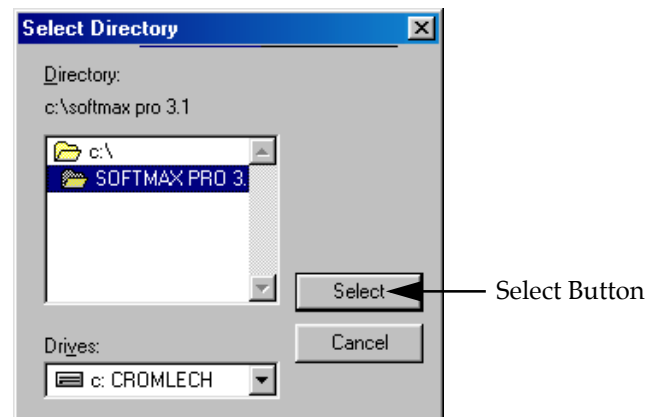 Select Directory
Directory:
c:\softmax pro 3.1
c:\
SOFTMAX PRO 3.
Select
Select Button
Cancel
Drives:
c: CROMLECH